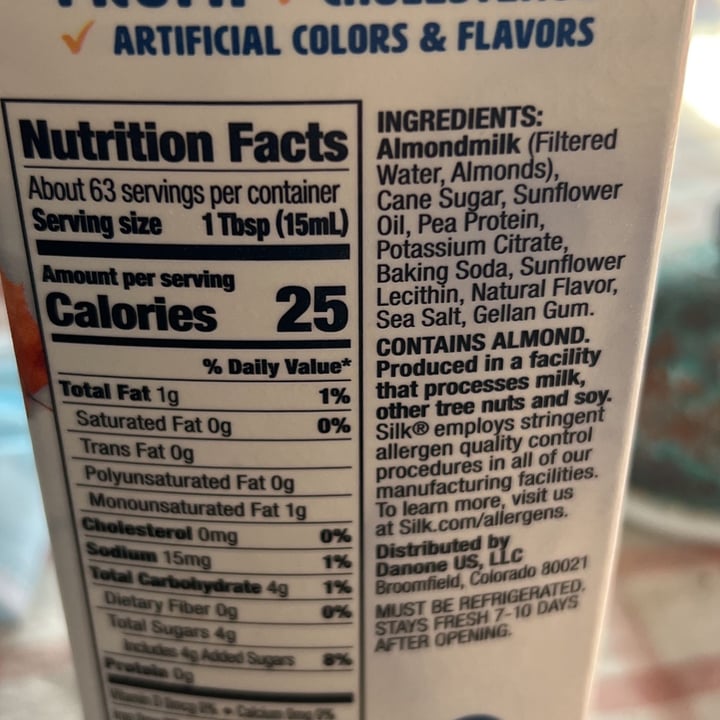 ARTIFICIAL COLORS & FLAVORS
Nutrition Facts
About 63 servings per container
Serving size 1 Tbsp (15mL)
Amount per serving
Calories 25
% Daily Value*
Total Fat 1g 1%
Saturated Fat 0g 0%
Trans Fat 0g
Polyunsaturated Fat 0g
Monounsaturated Fat 1g
Cholesterol 0mg 0%
Sodium 15mg 1%
Total Carbohydrate 4g 1%
Dietary Fiber 0g 0%
Total Sugars 4g
Includes 4g Added Sugars 8%
Protein 0g
Vitamin D 0mcg 0% • Calcium 0mg 0%
INGREDIENTS:
Almondmilk (Filtered
Water, Almonds),
Cane Sugar, Sunflower
Oil, Pea Protein,
Potassium Citrate,
Baking Soda, Sunflower
Lecithin, Natural Flavor,
Sea Salt, Gellan Gum.
CONTAINS ALMOND.
Produced in a facility
that processes milk,
other tree nuts and soy.
Silk® employs stringent
allergen quality control
procedures in all of our
manufacturing facilities.
To learn more, visit us
at Silk.com/allergens.
Distributed by
Danone US, LLC
Broomfield, Colorado 80021
MUST BE REFRIGERATED.
STAYS FRESH 7-10 DAYS
AFTER OPENING.